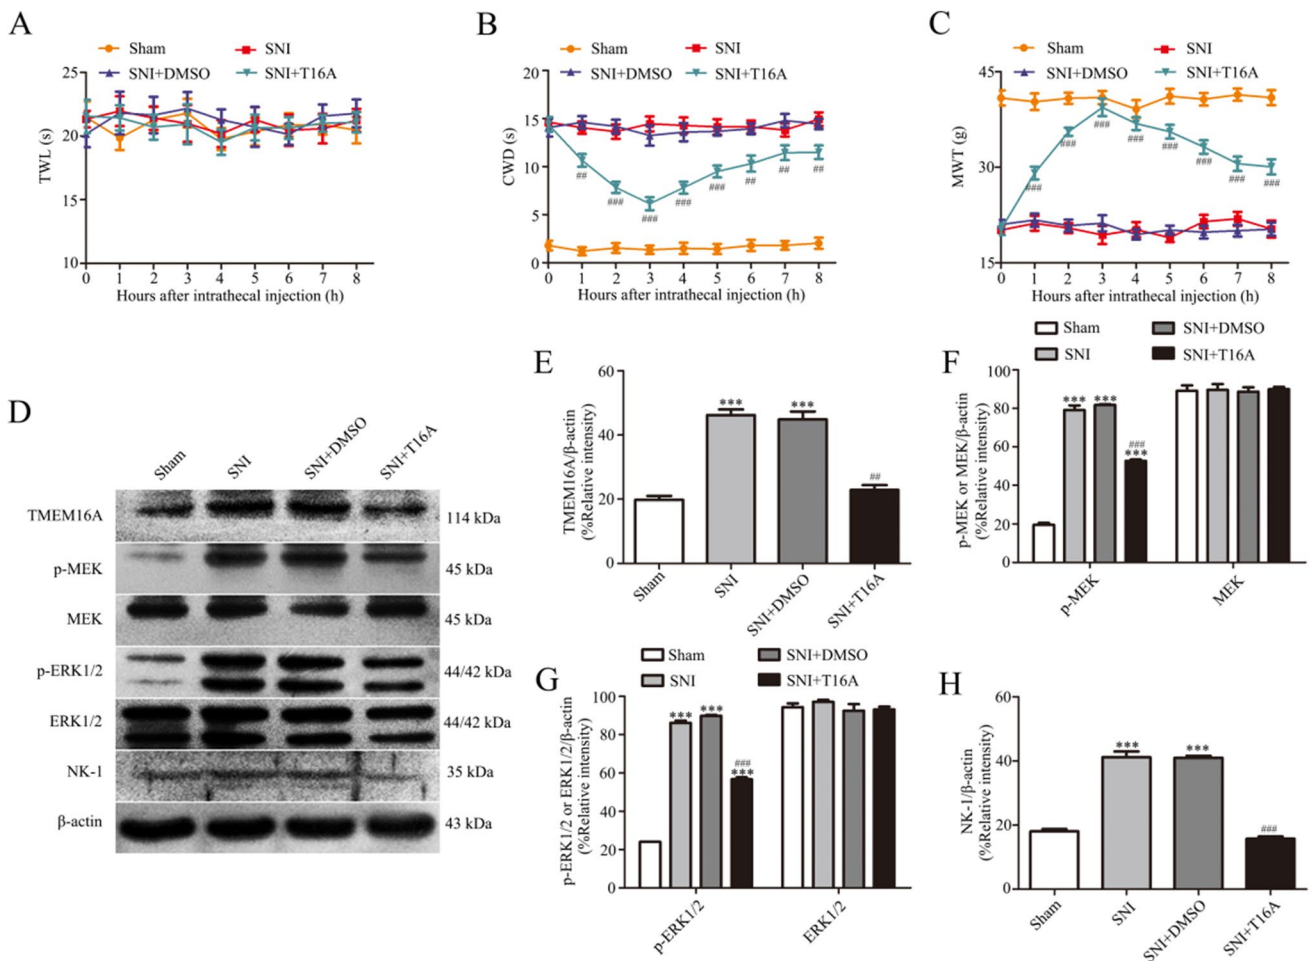 A
Sham
SNI
SNI+DMSO
SNI+T16A
TWL (s)
25
20
15
10
0 1 2 3 4 5 6 7 8
Hours after intrathecal injection (h)
B
Sham
SNI
SNI+DMSO
SNI+T16A
CWD (s)
20
15
10
5
0
## ### ### ### ### ## ## ##
0 1 2 3 4 5 6 7 8
Hours after intrathecal injection (h)
C
Sham
SNI
SNI+DMSO
SNI+T16A
MWT (g)
45
30
15
### ### ### ### ### ### ### ###
0 1 2 3 4 5 6 7 8
Hours after intrathecal injection (h)
D
Sham
SNI
SNI+DMSO
SNI+T16A
TMEM16A
114 kDa
p-MEK
45 kDa
MEK
45 kDa
p-ERK1/2
44/42 kDa
ERK1/2
44/42 kDa
NK-1
35 kDa
β-actin
43 kDa
E
TMEM16A/β-actin
(%Relative intensity)
60
40
20
0
*** *** ##
Sham
SNI
SNI+DMSO
SNI+T16A
F
Sham
SNI+DMSO
SNI
SNI+T16A
p-MEK or MEK/β-actin
(%Relative intensity)
100
80
60
40
20
0
*** ***
###
***
p-MEK
MEK
G
Sham
SNI+DMSO
SNI
SNI+T16A
p-ERK1/2 or ERK1/2/β-actin
(%Relative intensity)
100
80
60
40
20
0
*** ***
###
***
p-ERK1/2
ERK1/2
H
NK-1/β-actin
(%Relative intensity)
60
40
20
0
*** *** ###
Sham
SNI
SNI+DMSO
SNI+T16A